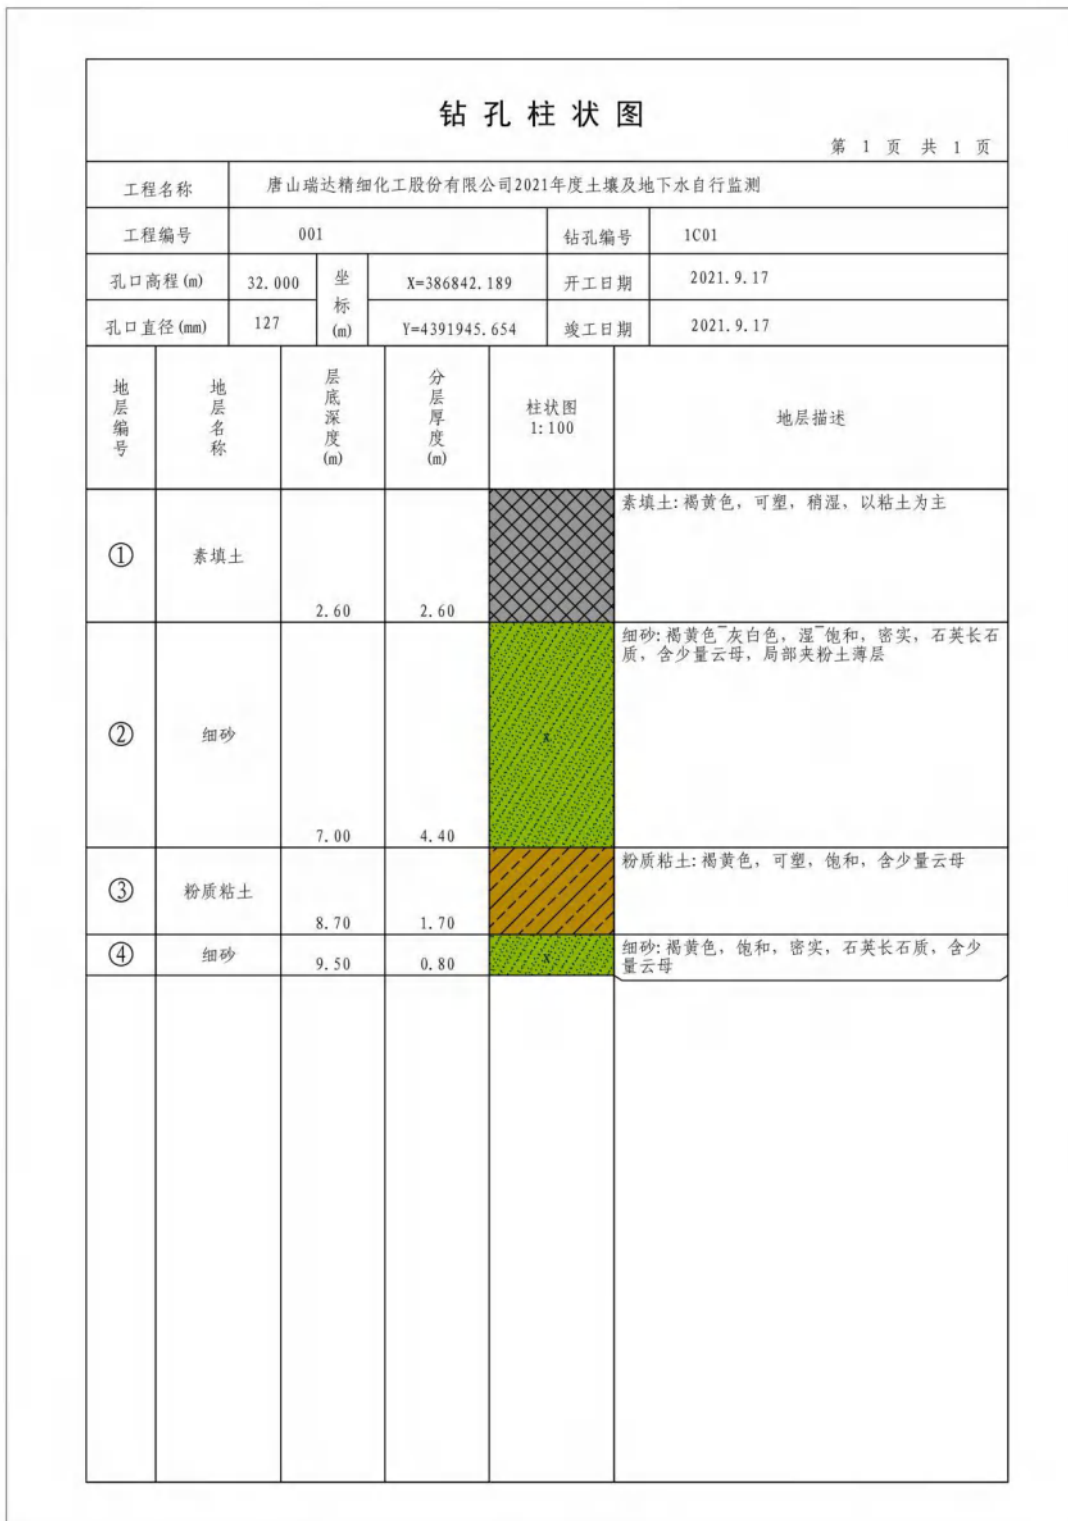 钻孔柱状图
第 1 页 共 1 页
工程名称 唐山瑞达精细化工股份有限公司2021年度土壤及地下水自行监测
工程编号 001 钻孔编号 1C01
孔口高程(m) 32.000 坐标(m) X=386842.189 开工日期 2021.9.17
孔口直径(mm) 127 Y=4391945.654 竣工日期 2021.9.17
地层编号 地层名称 层底深度(m) 分层厚度(m) 柱状图 1:100 地层描述
① 素填土 2.60 2.60 素填土:褐黄色,可塑,稍湿,以粘土为主
② 细砂 7.00 4.40 x 细砂:褐黄色~灰白色,湿~饱和,密实,石英长石
质,含少量云母,局部夹粉土薄层
③ 粉质粘土 8.70 1.70 粉质粘土:褐黄色,可塑,饱和,含少量云母
④ 细砂 9.50 0.80 x 细砂:褐黄色,饱和,密实,石英长石质,含少
量云母